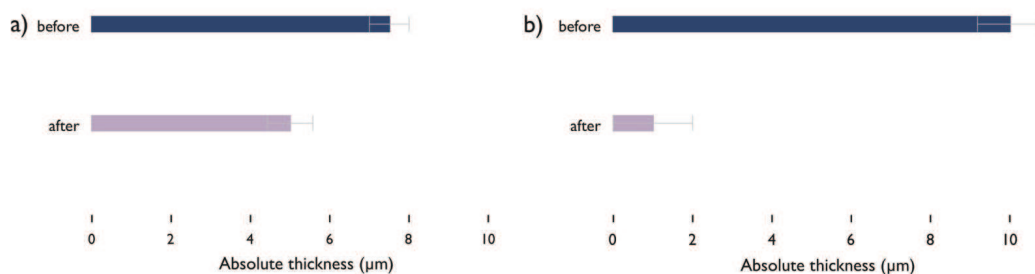 a) before
after
0 2 4 6 8 10
Absolute thickness (µm)
b) before
after
0 2 4 6 8 10
Absolute thickness (µm)